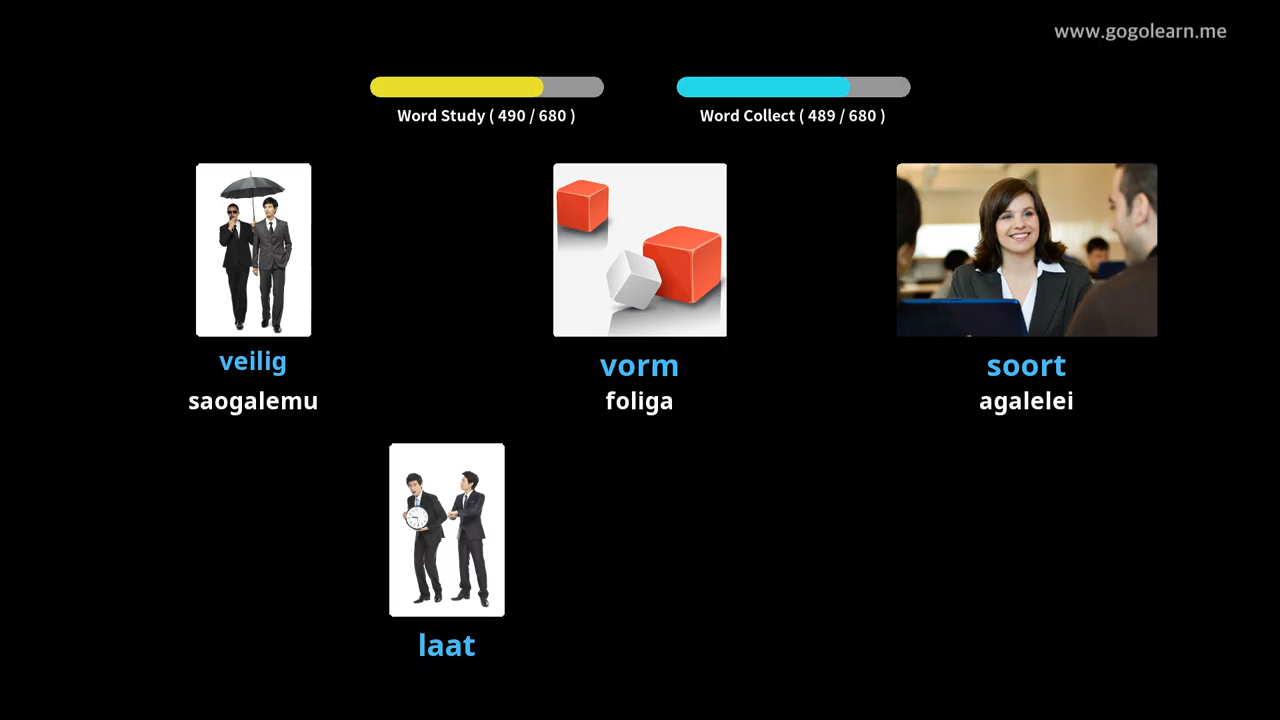 www.gogolearn.me
Word Study ( 490 / 680 )
Word Collect ( 489 / 680 )
veilig
vorm
soort
saogalemu
foliga
agalelei
laat